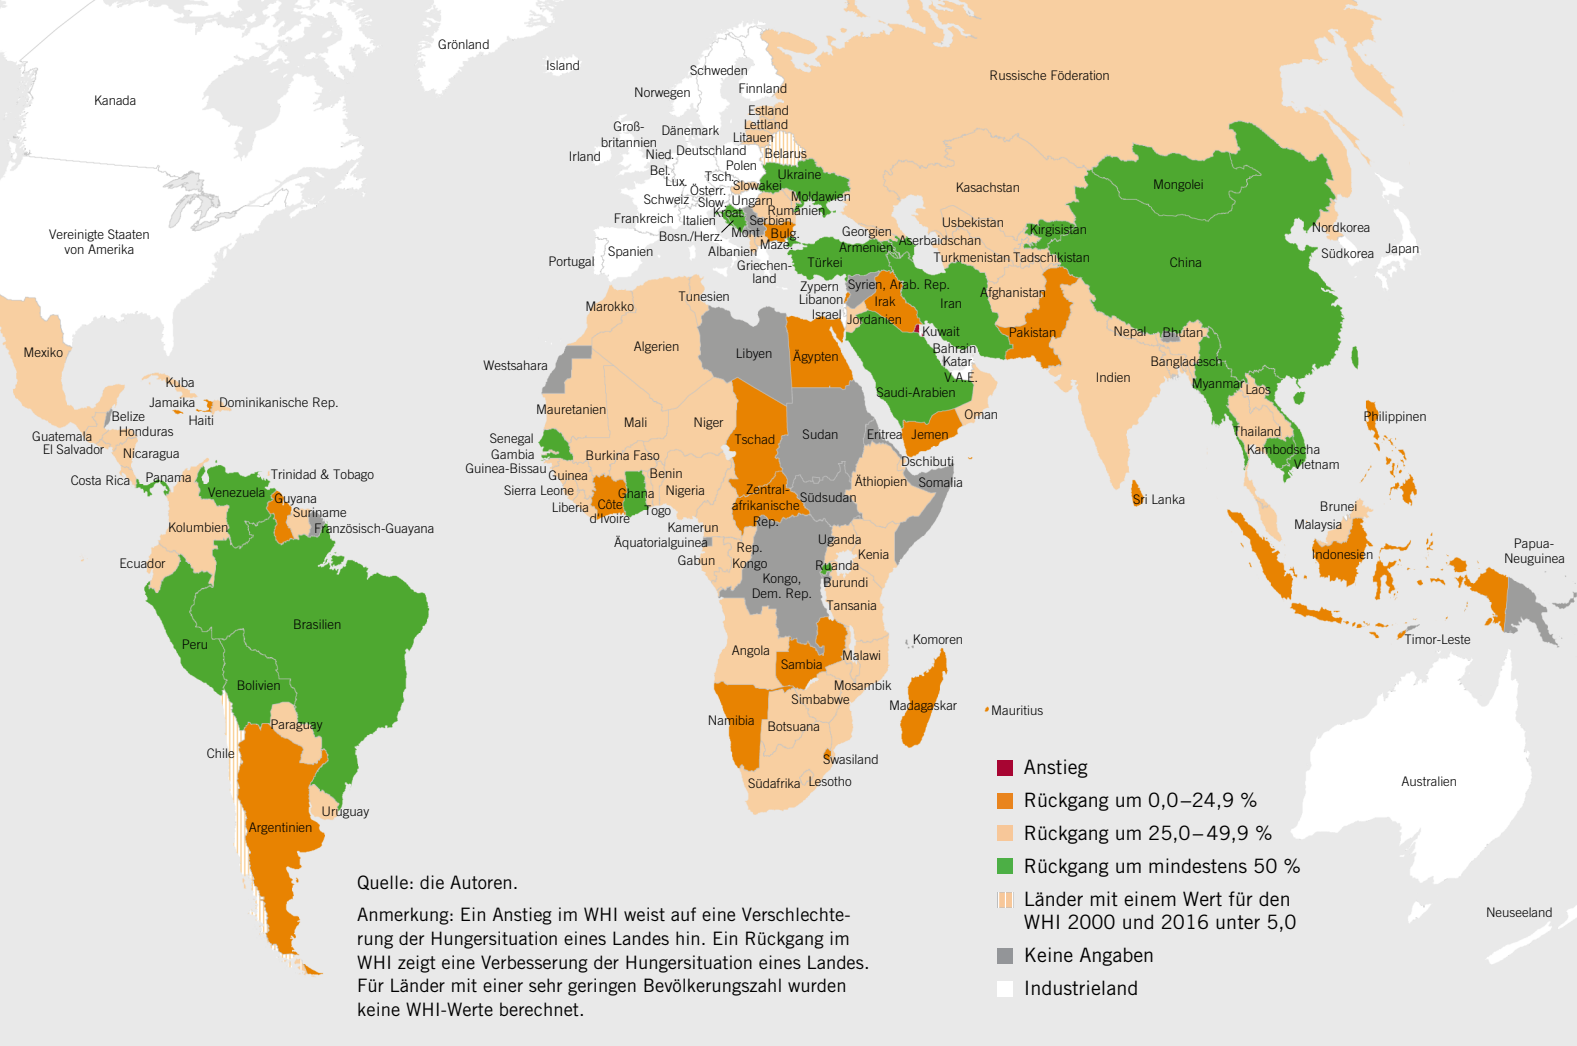 Grönland
Island
Kanada
Vereinigte Staaten
von Amerika
Mexiko
Kuba
Jamaika
Dominikanische Rep.
Haiti
Belize
Honduras
Guatemala
El Salvador
Nicaragua
Costa Rica
Panama
Trinidad & Tobago
Venezuela
Guyana
Suriname
Französisch-Guayana
Kolumbien
Ecuador
Brasilien
Peru
Bolivien
Paraguay
Chile
Uruguay
Argentinien
Schweden
Norwegen
Finnland
Estland
Lettland
Litauen
Groß-
britannien
Dänemark
Irland
Nied.
Deutschland
Belarus
Bel.
Polen
Lux.
Tsch.
Slowakei
Ukraine
Schweiz
Österr.
Slow.
Ungarn
Moldawien
Frankreich
Italien
Kroat.
Rumänien
Serbien
Bosn./Herz.
Mont.
Bulg.
Maze.
Albanien
Portugal
Spanien
Griechen-
land
Russische Föderation
Kasachstan
Mongolei
Usbekistan
Kirgisistan
Georgien
Aserbaidschan
Armenien
Turkmenistan
Tadschikistan
Türkei
Nordkorea
Südkorea
Japan
China
Zypern
Libanon
Israel
Syrien, Arab. Rep.
Irak
Iran
Afghanistan
Jordanien
Kuwait
Pakistan
Nepal
Bhutan
Bahrain
Katar
V.A.E.
Bangladesch
Indien
Myanmar
Laos
Saudi-Arabien
Oman
Jemen
Thailand
Kambodscha
Vietnam
Philippinen
Sri Lanka
Brunei
Malaysia
Indonesien
Papua-
Neuguinea
Timor-Leste
Australien
Neuseeland
Marokko
Tunesien
Algerien
Libyen
Ägypten
Westsahara
Mauretanien
Mali
Niger
Tschad
Sudan
Eritrea
Dschibuti
Somalia
Senegal
Gambia
Guinea-Bissau
Guinea
Sierra Leone
Liberia
Burkina Faso
Benin
Côte
d'Ivoire
Ghana
Togo
Nigeria
Zentral-
afrikanische
Rep.
Südsudan
Äthiopien
Kamerun
Äquatorialguinea
Gabun
Rep.
Kongo
Uganda
Kenia
Ruanda
Burundi
Kongo,
Dem. Rep.
Tansania
Komoren
Angola
Sambia
Malawi
Mosambik
Simbabwe
Madagaskar
Mauritius
Namibia
Botsuana
Swasiland
Südafrika
Lesotho
Anstieg
Rückgang um 0,0–24,9 %
Rückgang um 25,0–49,9 %
Rückgang um mindestens 50 %
Länder mit einem Wert für den
WHI 2000 und 2016 unter 5,0
Keine Angaben
Industrieland
Quelle: die Autoren.
Anmerkung: Ein Anstieg im WHI weist auf eine Verschlechte-
rung der Hungersituation eines Landes hin. Ein Rückgang im
WHI zeigt eine Verbesserung der Hungersituation eines Landes.
Für Länder mit einer sehr geringen Bevölkerungszahl wurden
keine WHI-Werte berechnet.